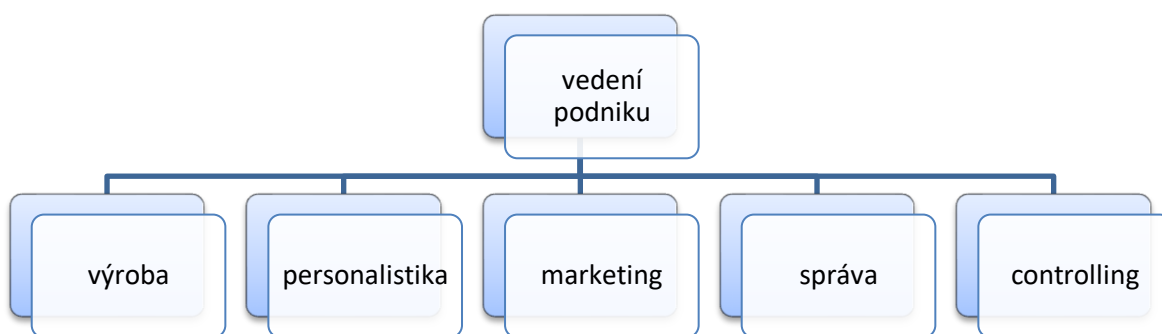 vedení
podniku
výroba
personalistika
marketing
správa
controlling